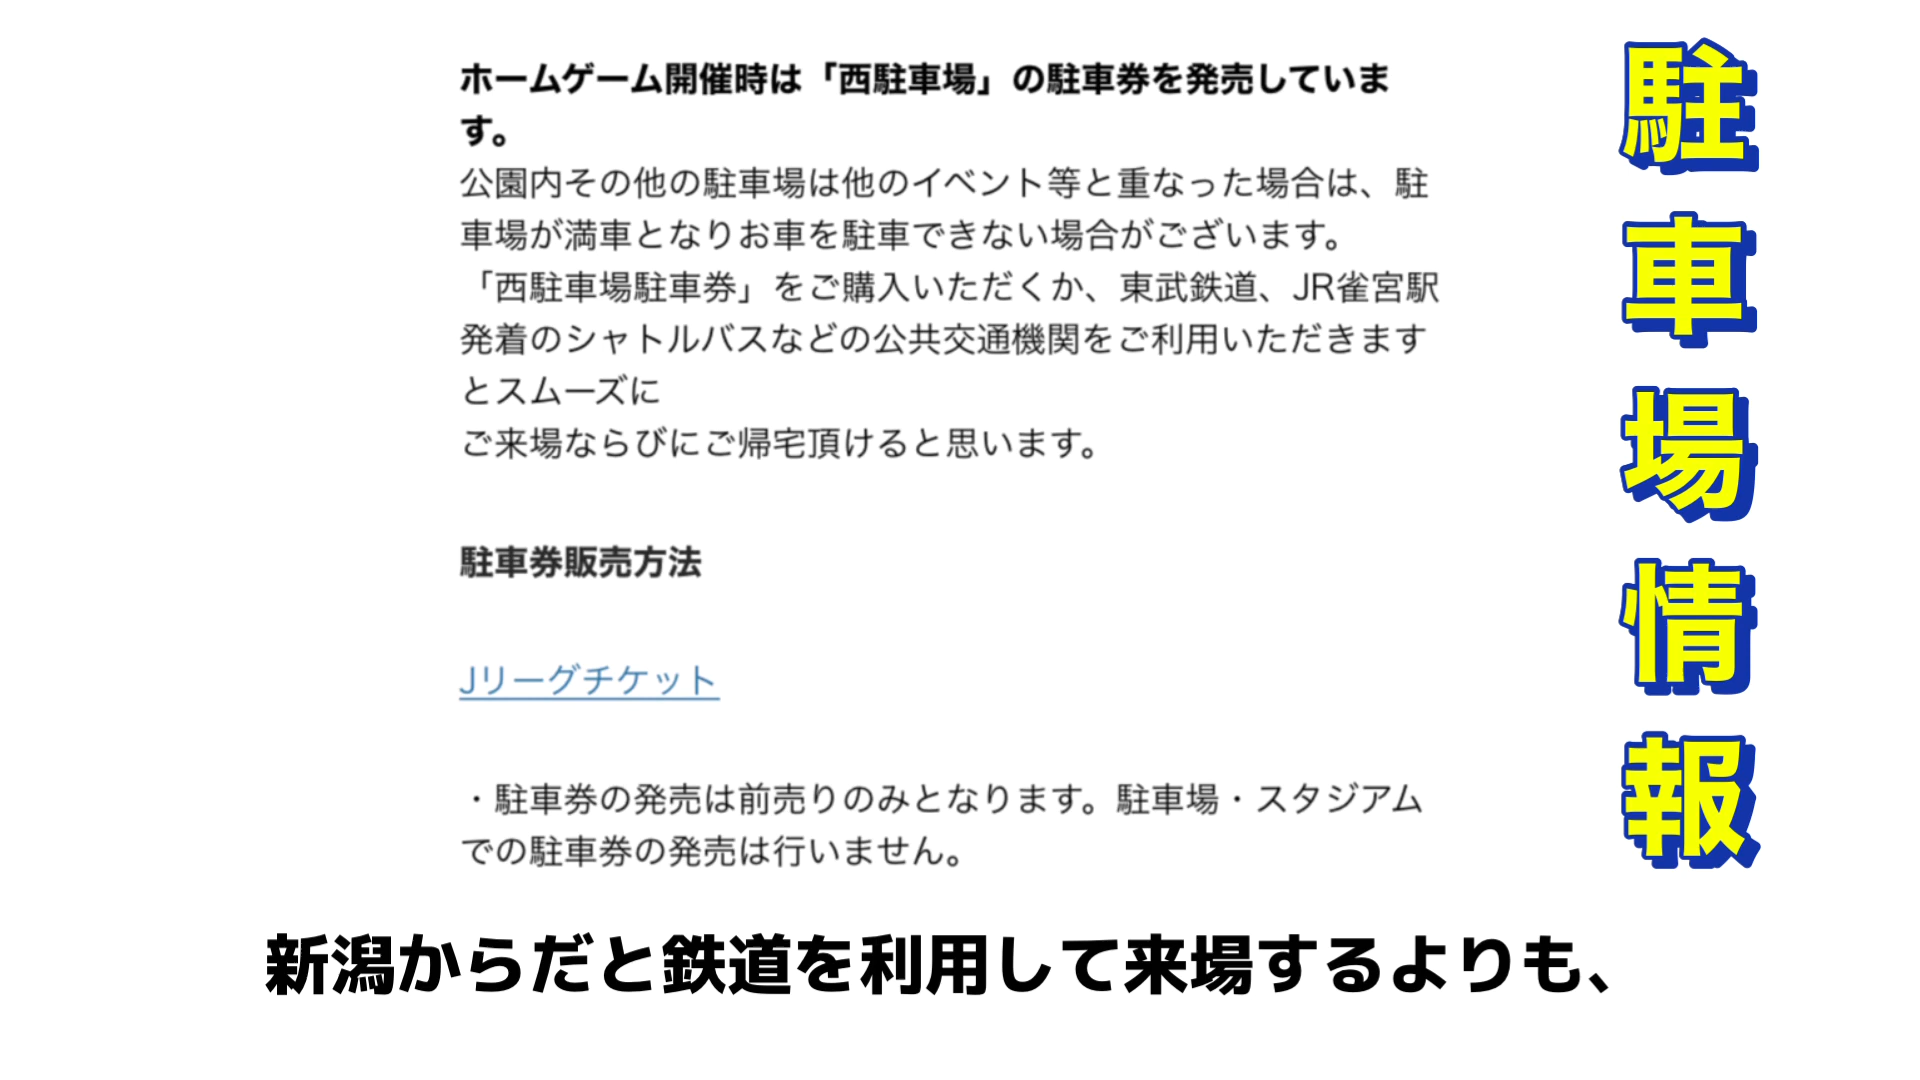 ホームゲーム開催時は「西駐車場」の駐車券を発売していま
す。
公園内その他の駐車場は他のイベント等と重なった場合は、駐
車場が満車となりお車を駐車できない場合がございます。
「西駐車場駐車券」をご購入いただくか、東武鉄道、JR雀宮駅
発着のシャトルバスなどの公共交通機関をご利用いただきます
とスムーズに
ご来場ならびにご帰宅頂けると思います。
駐車券販売方法
Jリーグチケット
・駐車券の発売は前売りのみとなります。駐車場・スタジアム
での駐車券の発売は行いません。
駐車場情報
新潟からだと鉄道を利用して来場するよりも、